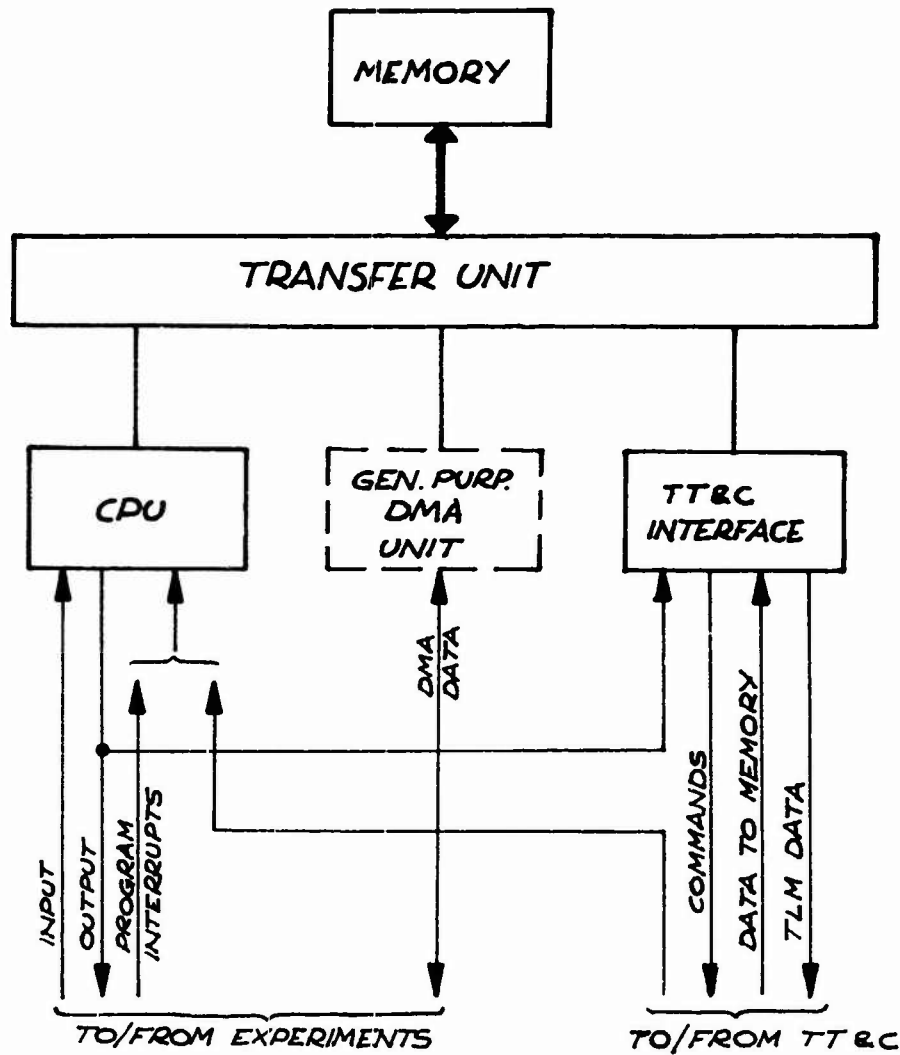 MEMORY
TRANSFER UNIT
CPU
GEN. PURP.
DMA
UNIT
TT&C
INTERFACE
INPUT
OUTPUT
PROGRAM
INTERRUPTS
DMA
DATA
COMMANDS
DATA TO MEMORY
TLM DATA
TO/FROM EXPERIMENTS
TO/FROM TT&C